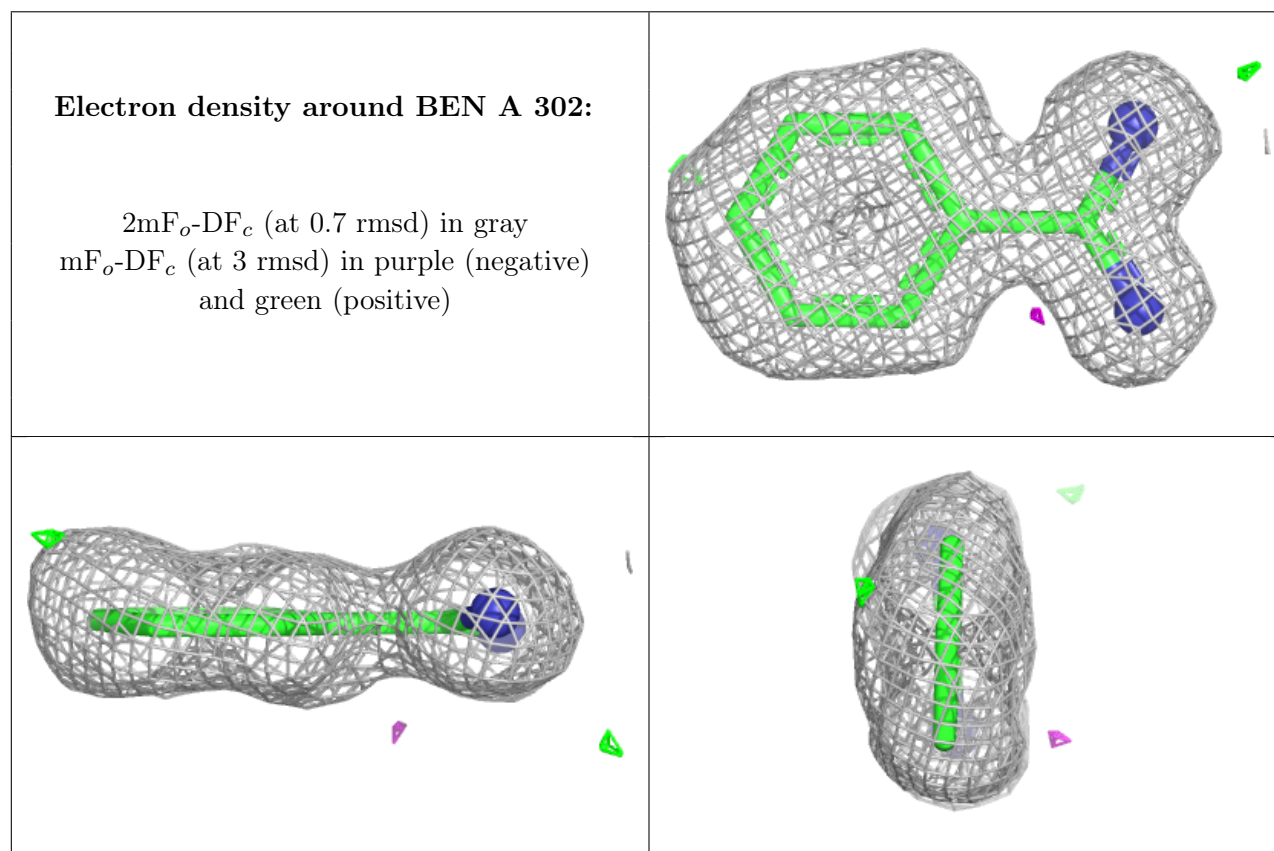 Electron density around BEN A 302:
2mFo-DFc (at 0.7 rmsd) in gray
mFo-DFc (at 3 rmsd) in purple (negative)
and green (positive)